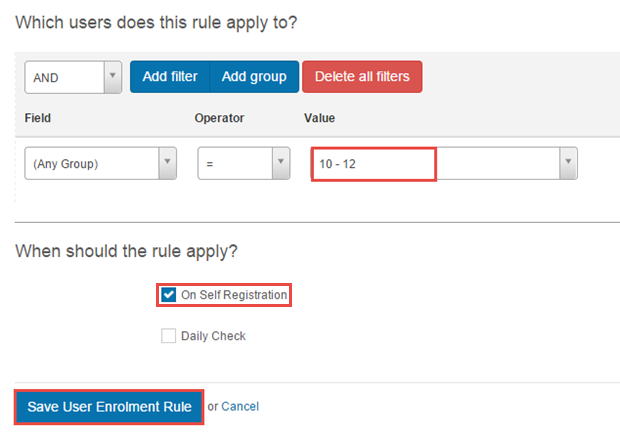 Which users does this rule apply to?
AND Add filter Add group Delete all filters
Field Operator Value
(Any Group) = 10 - 12
When should the rule apply?
On Self Registration
Daily Check
Save User Enrolment Rule or Cancel